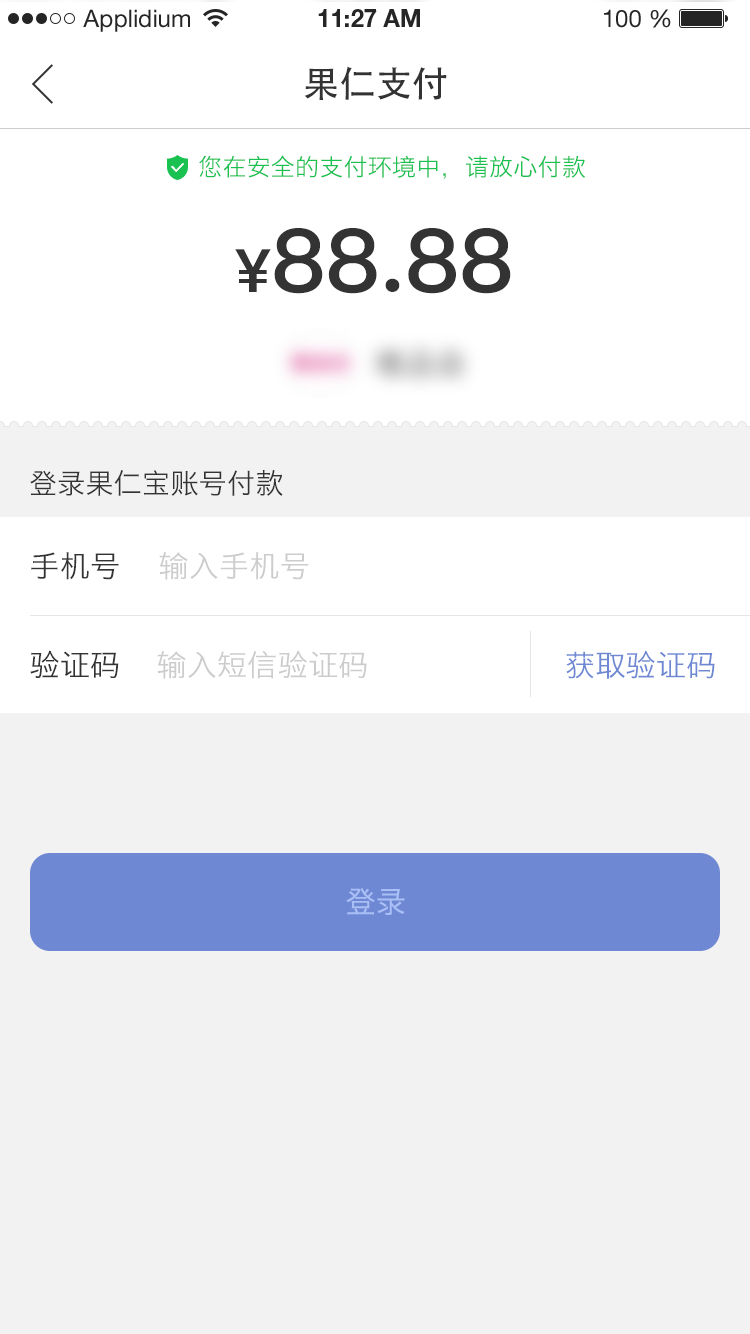 Applidium 11:27 AM 100 %
果仁支付
您在安全的支付环境中，请放心付款
¥88.88
登录果仁宝账号付款
手机号 输入手机号
验证码 输入短信验证码 获取验证码
登录